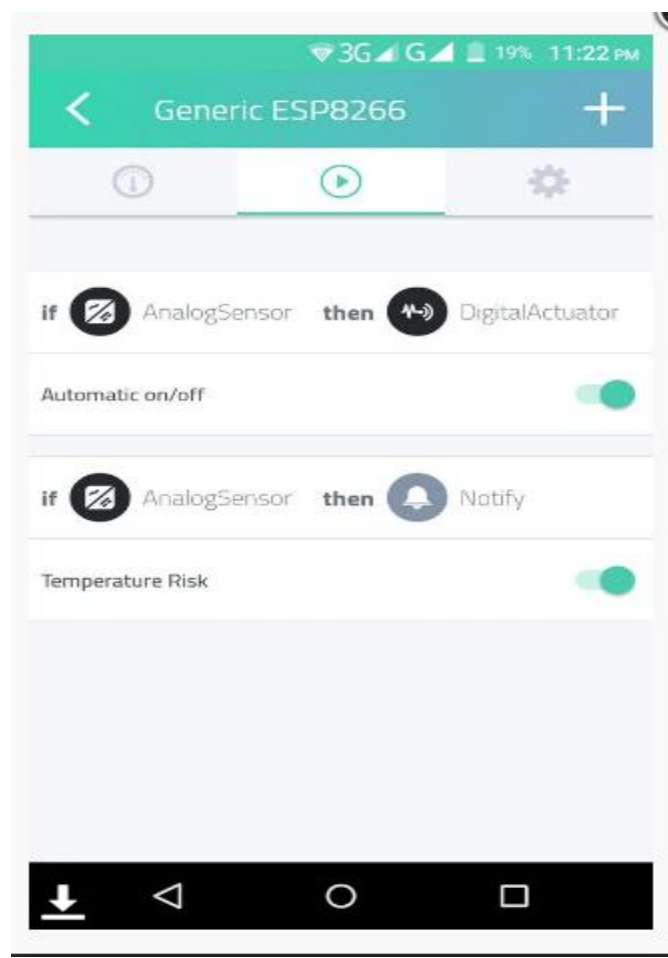 3G G 19% 11:22 PM
Generic ESP8266
if AnalogSensor then DigitalActuator
Automatic on/off
if AnalogSensor then Notify
Temperature Risk